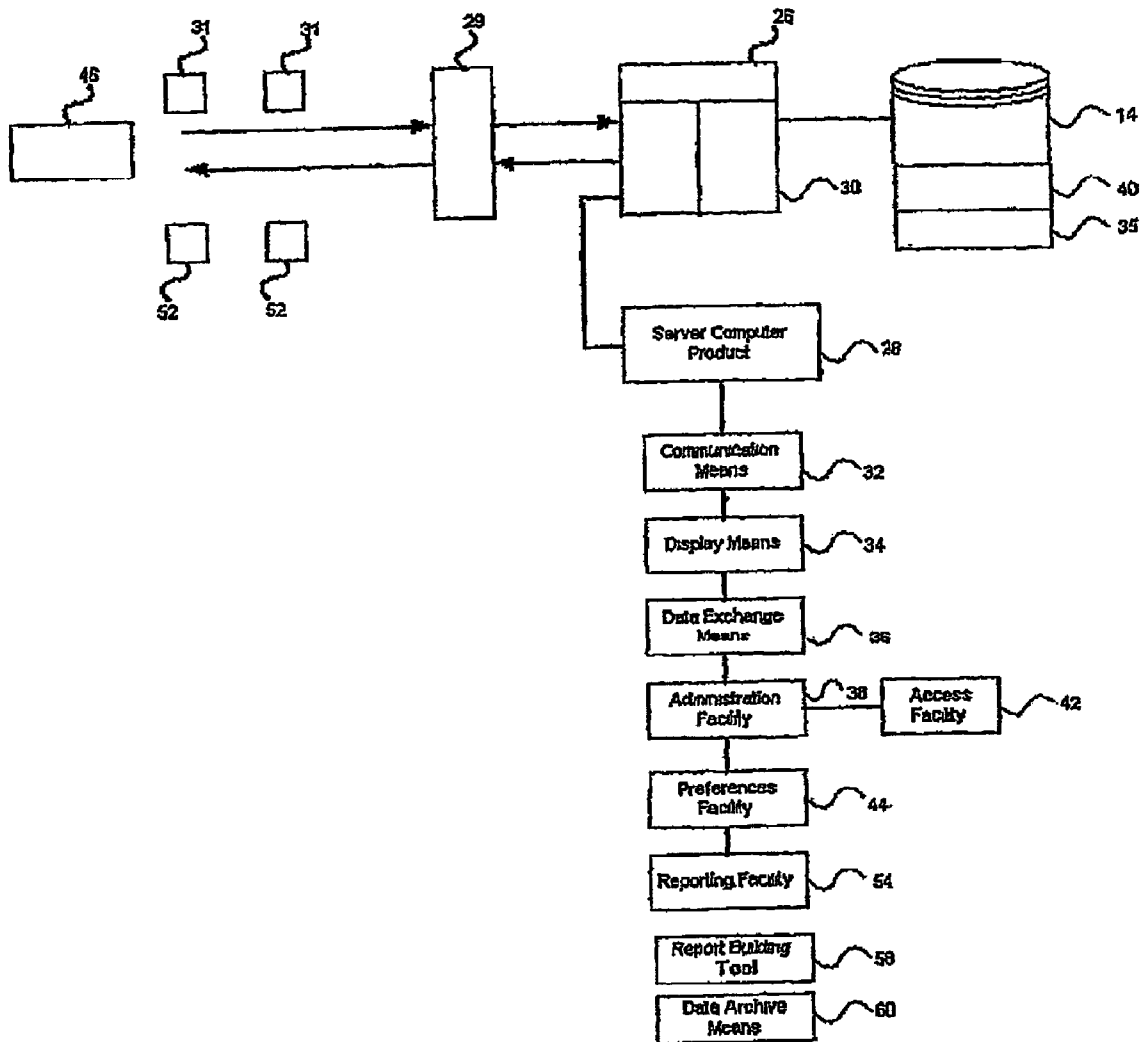 31
31
29
26
46
14
30
40
35
52
52
Server Computer
Product
28
Communication
Means
32
Display Means
34
Data Exchange
Means
36
Administration
Facility
38
Access
Facility
42
Preferences
Facility
44
Reporting Facility
54
Report Building
Tool
58
Data Archive
Means
60